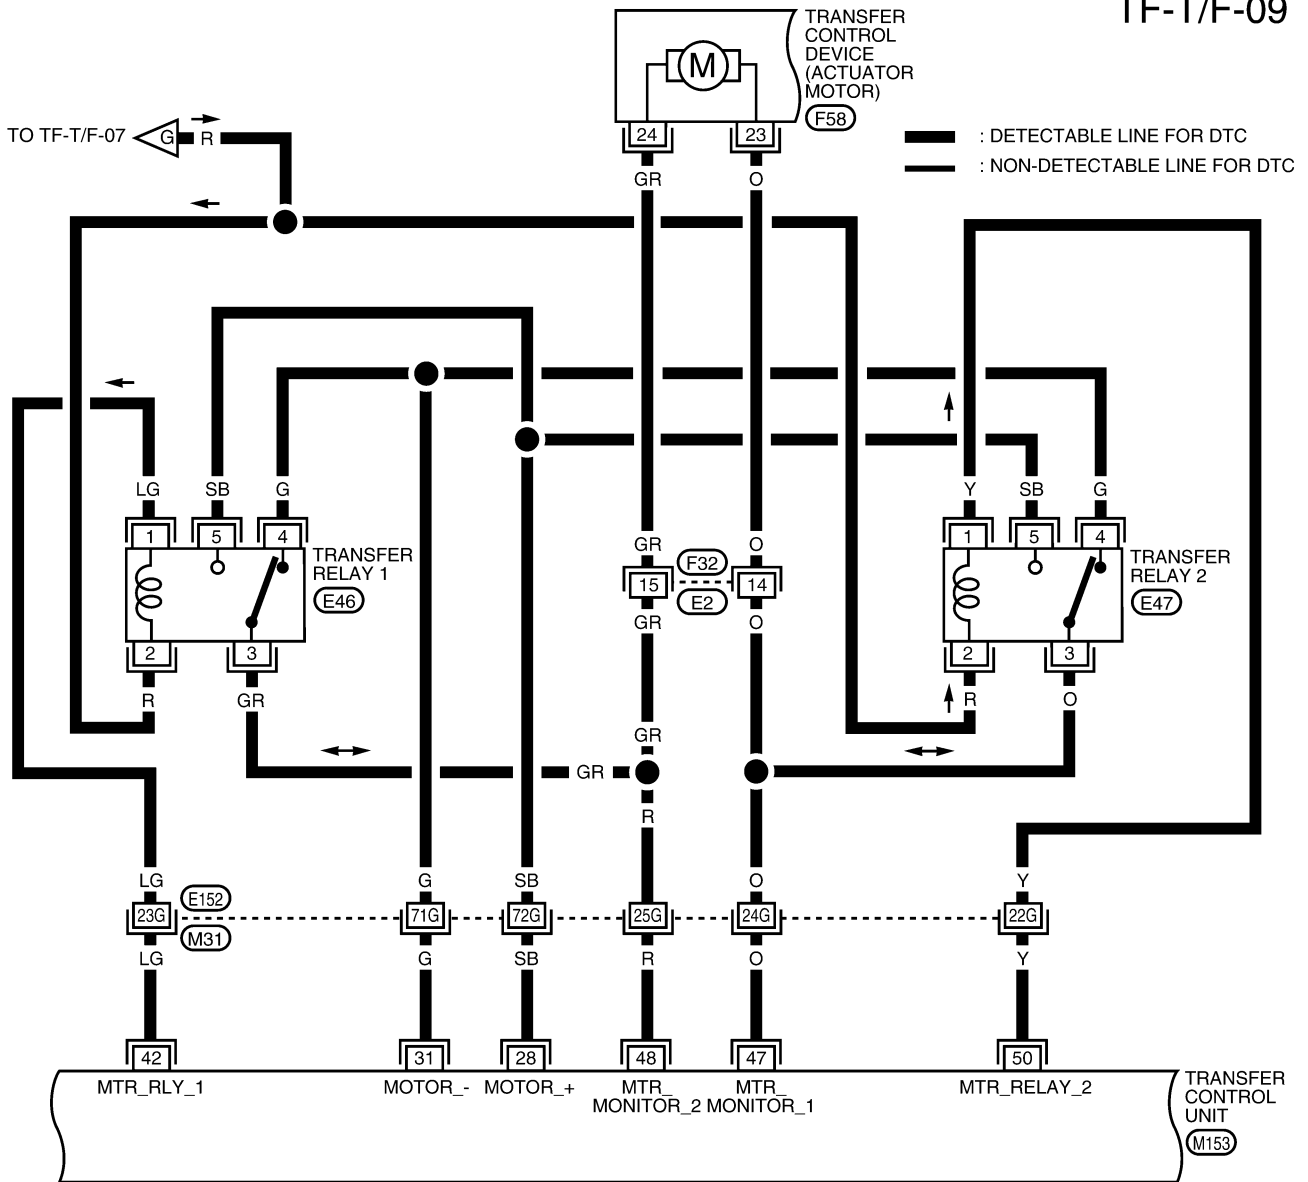 TF-T/F-09
TRANSFER
CONTROL
DEVICE
(ACTUATOR
MOTOR)
M
F58
24
23
TO TF-T/F-07
G
R
: DETECTABLE LINE FOR DTC
: NON-DETECTABLE LINE FOR DTC
GR
O
LG
SB
G
Y
SB
G
1
5
4
TRANSFER
RELAY 1
E46
2
3
R
GR
GR
O
15
14
F32
E2
GR
O
1
5
4
TRANSFER
RELAY 2
E47
2
3
R
O
GR
GR
R
LG
G
SB
O
Y
E152
23G
71G
72G
25G
24G
22G
M31
LG
G
SB
R
O
Y
42
31
28
48
47
50
MTR_RLY_1
MOTOR_-
MOTOR_+
MTR_
MONITOR_2
MTR_
MONITOR_1
MTR_RELAY_2
TRANSFER
CONTROL
UNIT
M153